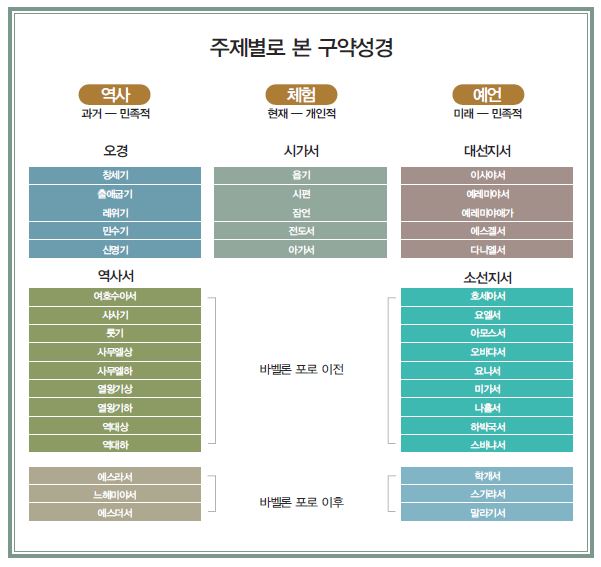 주제별로 본 구약성경
역사
과거 — 민족적
체험
현재 — 개인적
예언
미래 — 민족적
오경
창세기
출애굽기
레위기
민수기
신명기
시가서
욥기
시편
잠언
전도서
아가서
대선지서
이사야서
예레미야서
예레미야애가
에스겔서
다니엘서
역사서
여호수아서
사사기
룻기
사무엘상
사무엘하
열왕기상
열왕기하
역대상
역대하
바벨론 포로 이전
소선지서
호세아서
요엘서
아모스서
오바댜서
요나서
미가서
나훔서
하박국서
스바냐서
에스라서
느헤미야서
에스더서
바벨론 포로 이후
학개서
스가랴서
말라기서